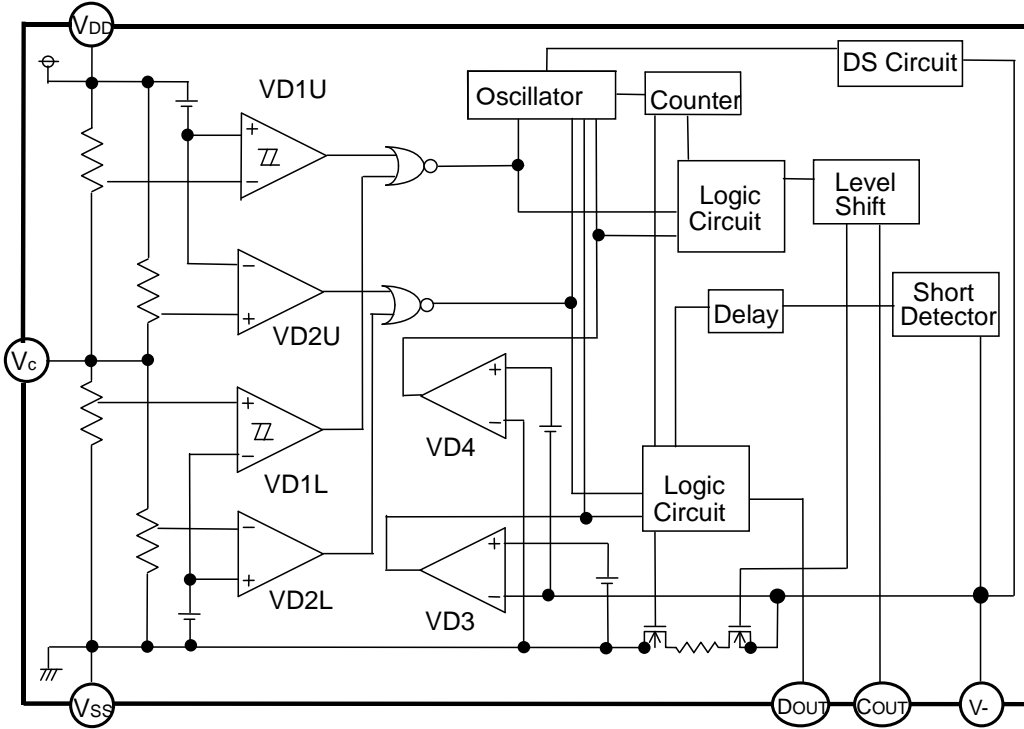 VDD
DS Circuit
VD1U
Oscillator
Counter
+
−
Logic
Circuit
Level
Shift
−
+
VD2U
Delay
Short
Detector
Vc
+
−
VD1L
+
−
VD4
Logic
Circuit
−
+
VD2L
+
−
VD3
VSS
DOUT
COUT
V-